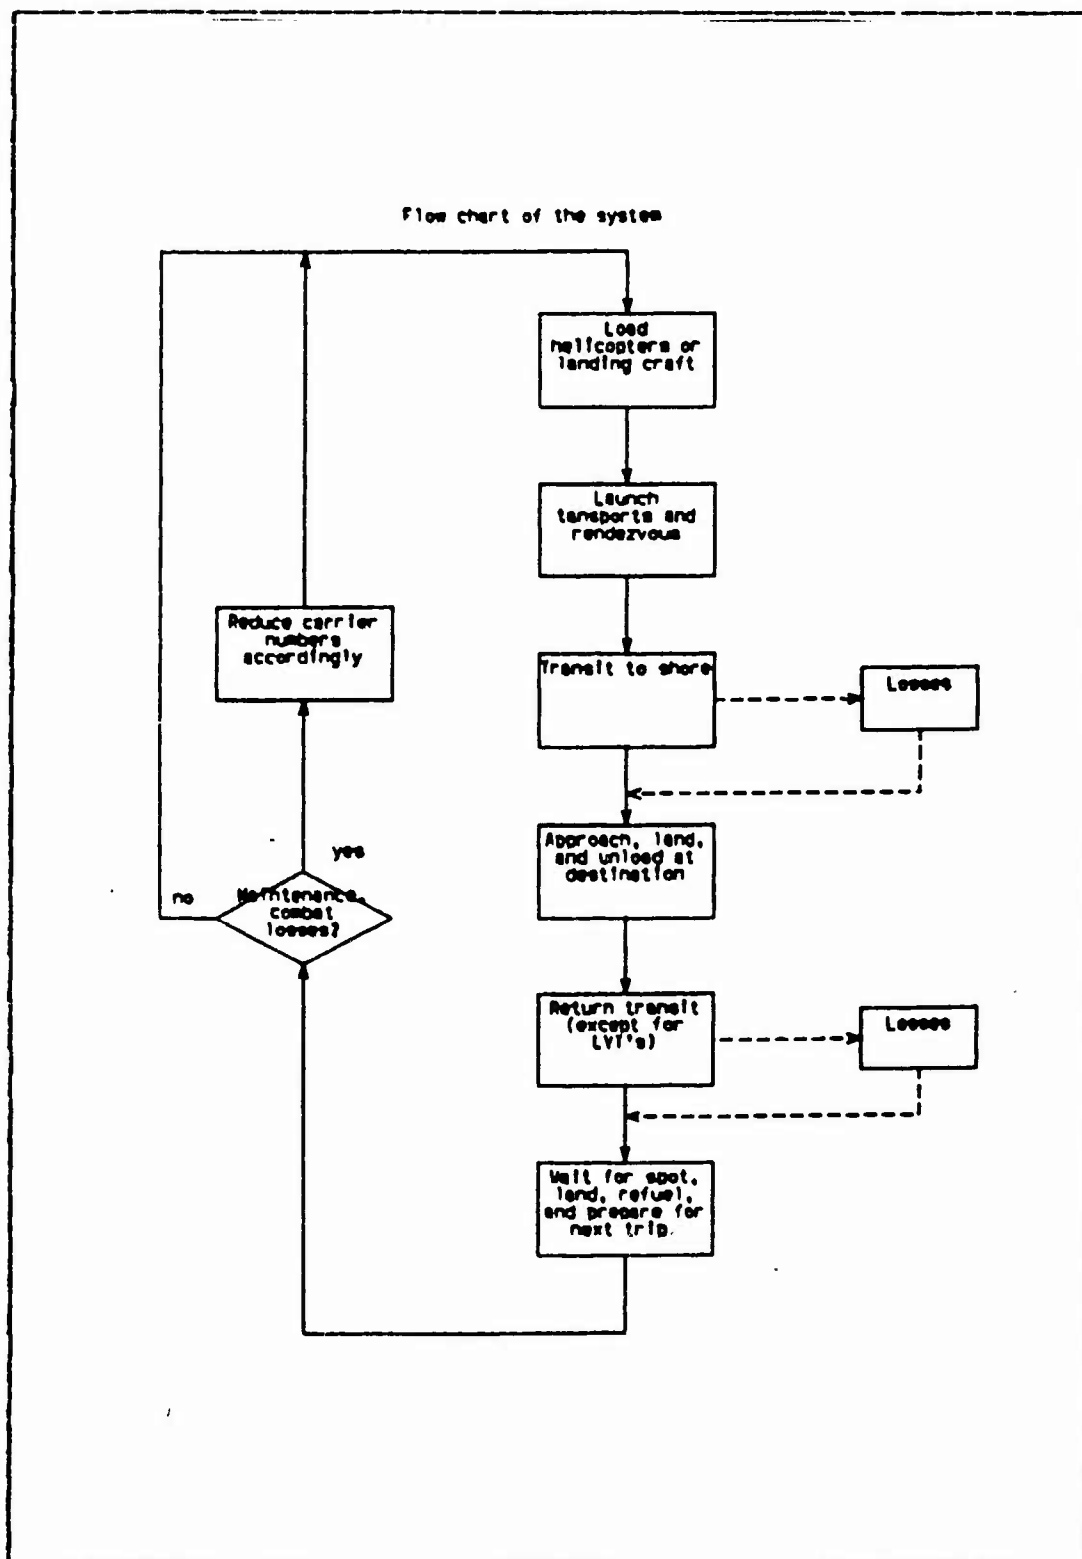 Flow chart of the system
Load
helicopters or
landing craft
Launch
tansports and
rendezvous
Reduce carrier
numbers
accordingly
Transit to shore
Losses
yes
no
Maintenance,
combat
losses?
Approach, land,
and unload at
destination
Return transit
(except for
LVT's)
Losses
Wait for spot,
land, refuel,
and prepare for
next trip.